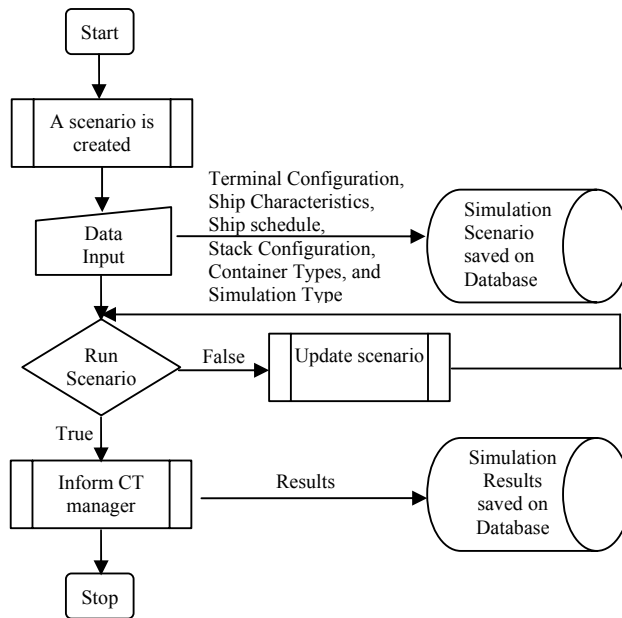 Start
A scenario is
created
Terminal Configuration,
Ship Characteristics,
Ship schedule,
Stack Configuration,
Container Types, and
Simulation Type
Data
Input
Simulation
Scenario
saved on
Database
Run
Scenario
False
Update scenario
True
Inform CT
manager
Results
Simulation
Results
saved on
Database
Stop